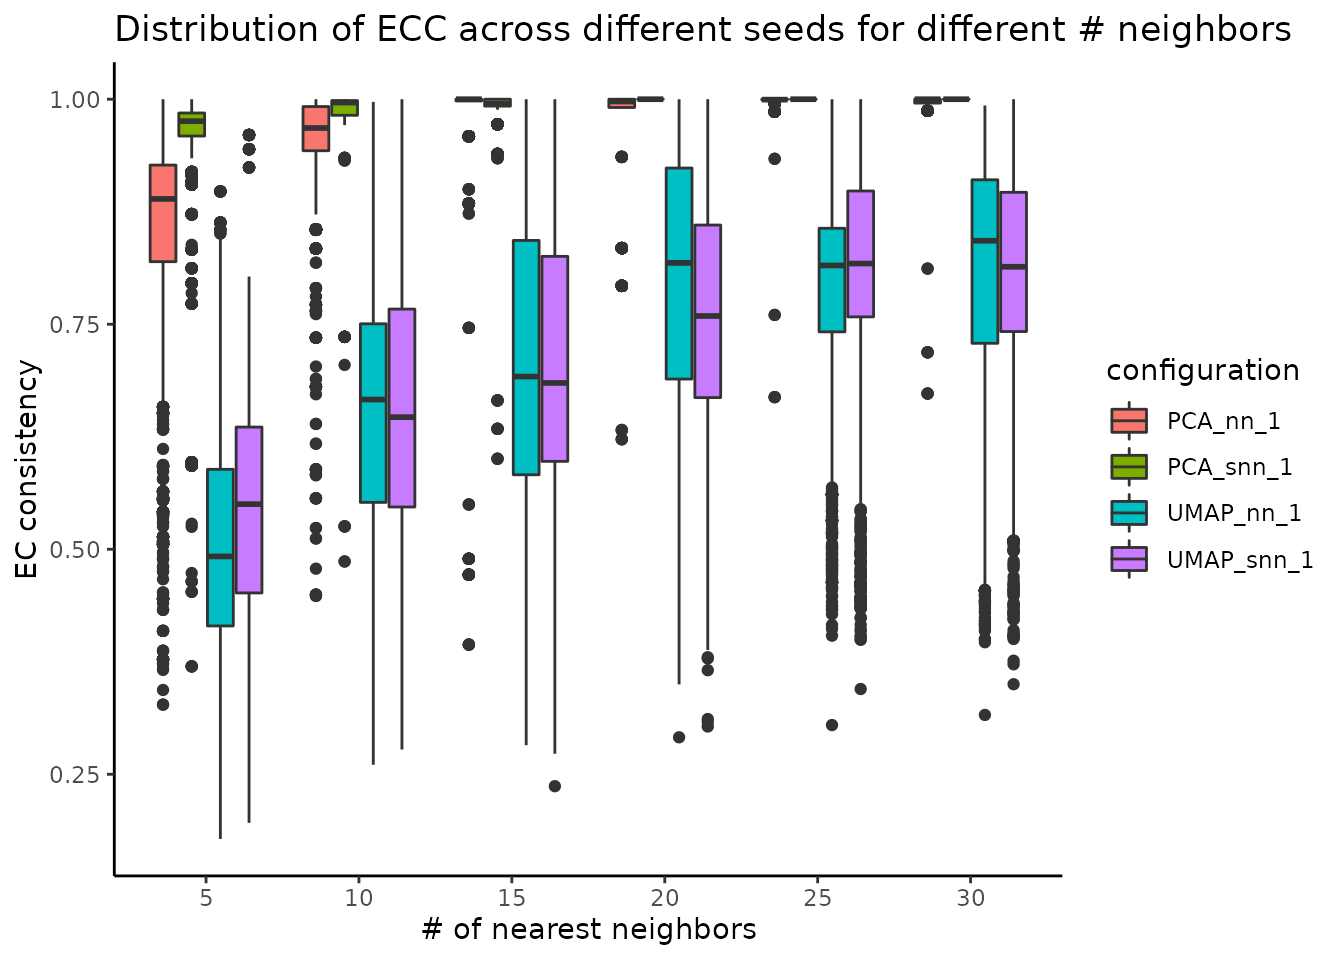 Distribution of ECC across different seeds for different # neighbors
1.00
0.75
0.50
0.25
EC consistency
5 10 15 20 25 30
# of nearest neighbors
configuration
PCA_nn_1
PCA_snn_1
UMAP_nn_1
UMAP_snn_1